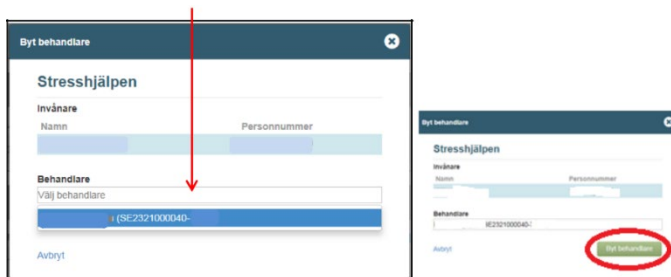 Byt behandlare
Stresshjälpen
Invånare
Namn Personnummer
Behandlare
Välj behandlare
(SE2321000040-
Avbryt
Byt behandlare
Stresshjälpen
Invånare
Namn Personnummer
Behandlare
SE2321000040-
Avbryt Byt behandlare